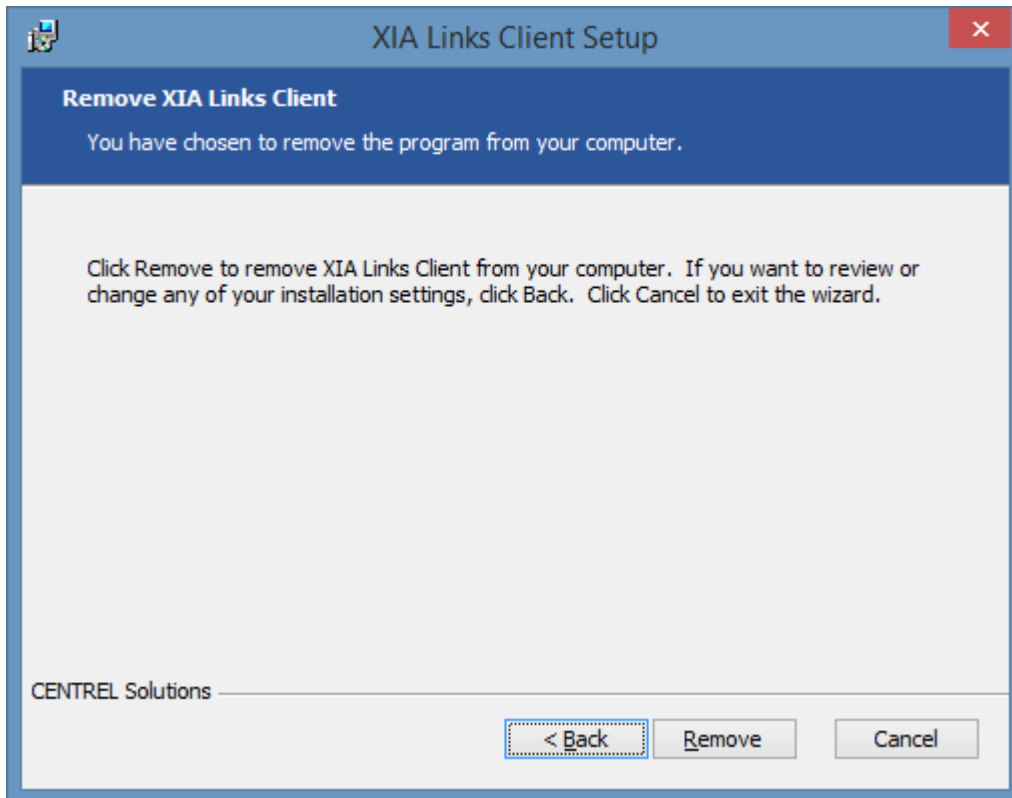 XIA Links Client Setup
Remove XIA Links Client
You have chosen to remove the program from your computer.
Click Remove to remove XIA Links Client from your computer.  If you want to review or
change any of your installation settings, click Back.  Click Cancel to exit the wizard.
CENTREL Solutions
< Back
Remove
Cancel